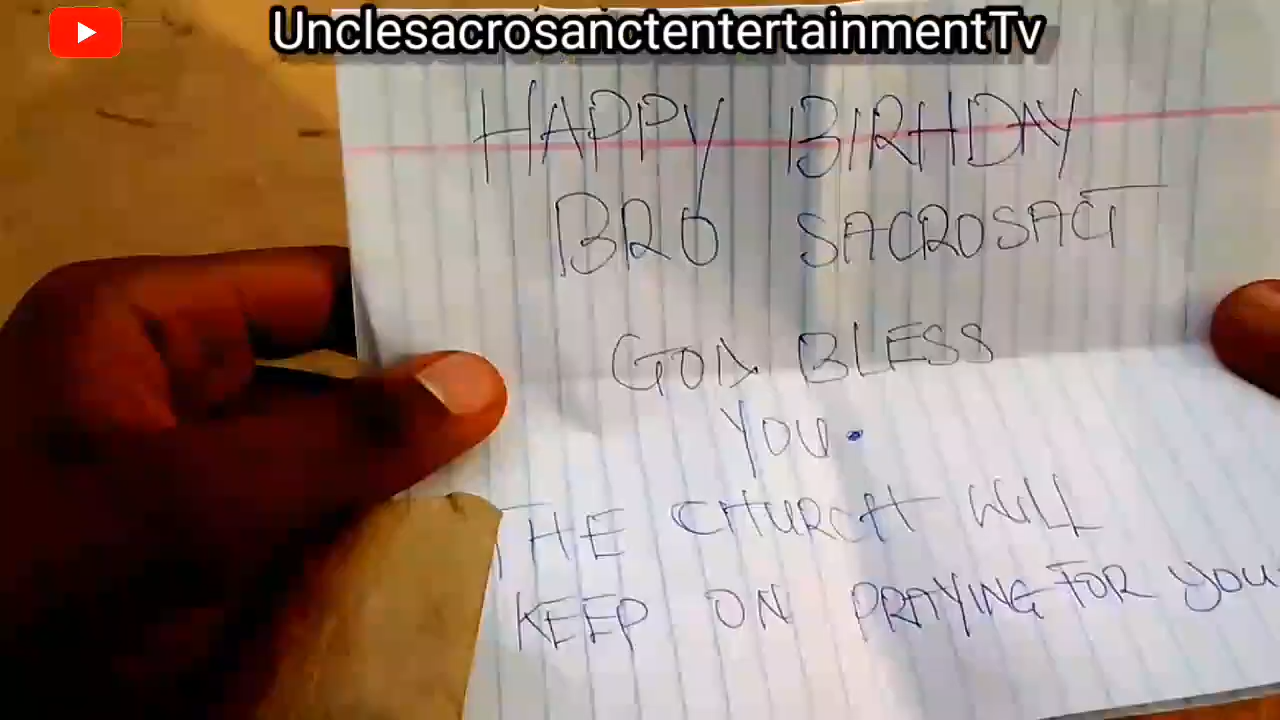 UnclesacrosanctentertainmentTv
HAPPY BIRHDAY
BRO SACROSACT
GOD BLESS
YOU.
THE CHURCH WILL
KEEP ON PRAYING FOR YOU